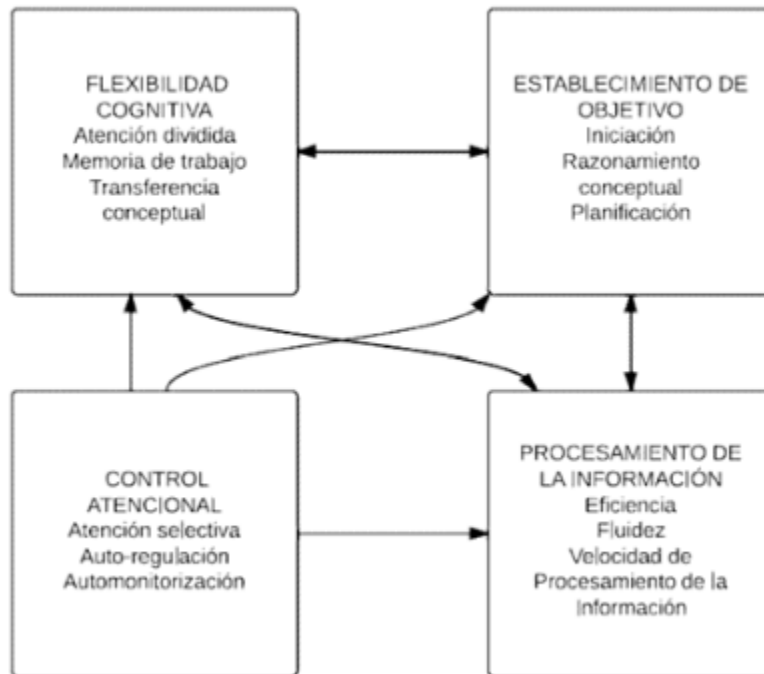 FLEXIBILIDAD
COGNITIVA
Atención dividida
Memoria de trabajo
Transferencia
conceptual
ESTABLECIMIENTO DE
OBJETIVO
Iniciación
Razonamiento
conceptual
Planificación
CONTROL
ATENCIONAL
Atención selectiva
Auto-regulación
Automonitorización
PROCESAMIENTO DE
LA INFORMACIÓN
Eficiencia
Fluidez
Velocidad de
Procesamiento de la
Información